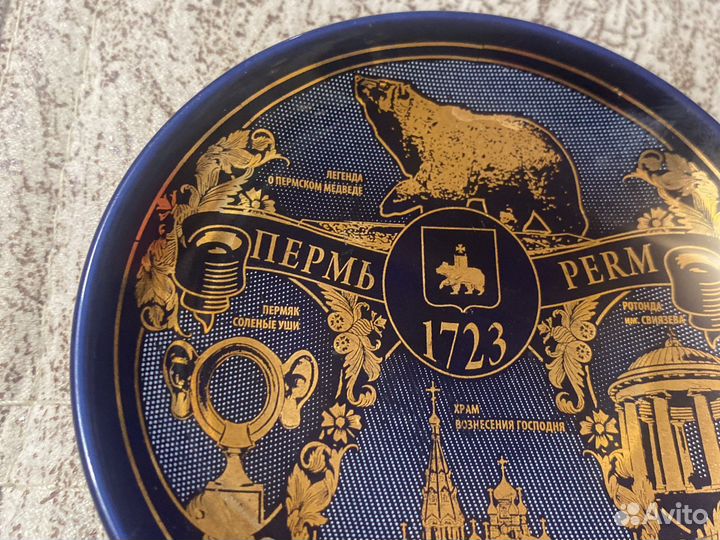 ЛЕГЕНДА
О ПЕРМСКОМ МЕДВЕДЕ
ПЕРМЬ
PERM
1723
ПЕРМЯК
СОЛЕНЫЕ УШИ
РОТОНДА
им. СВИЯЗЕВА
ХРАМ
ВОЗНЕСЕНИЯ ГОСПОДНЯ
Avito